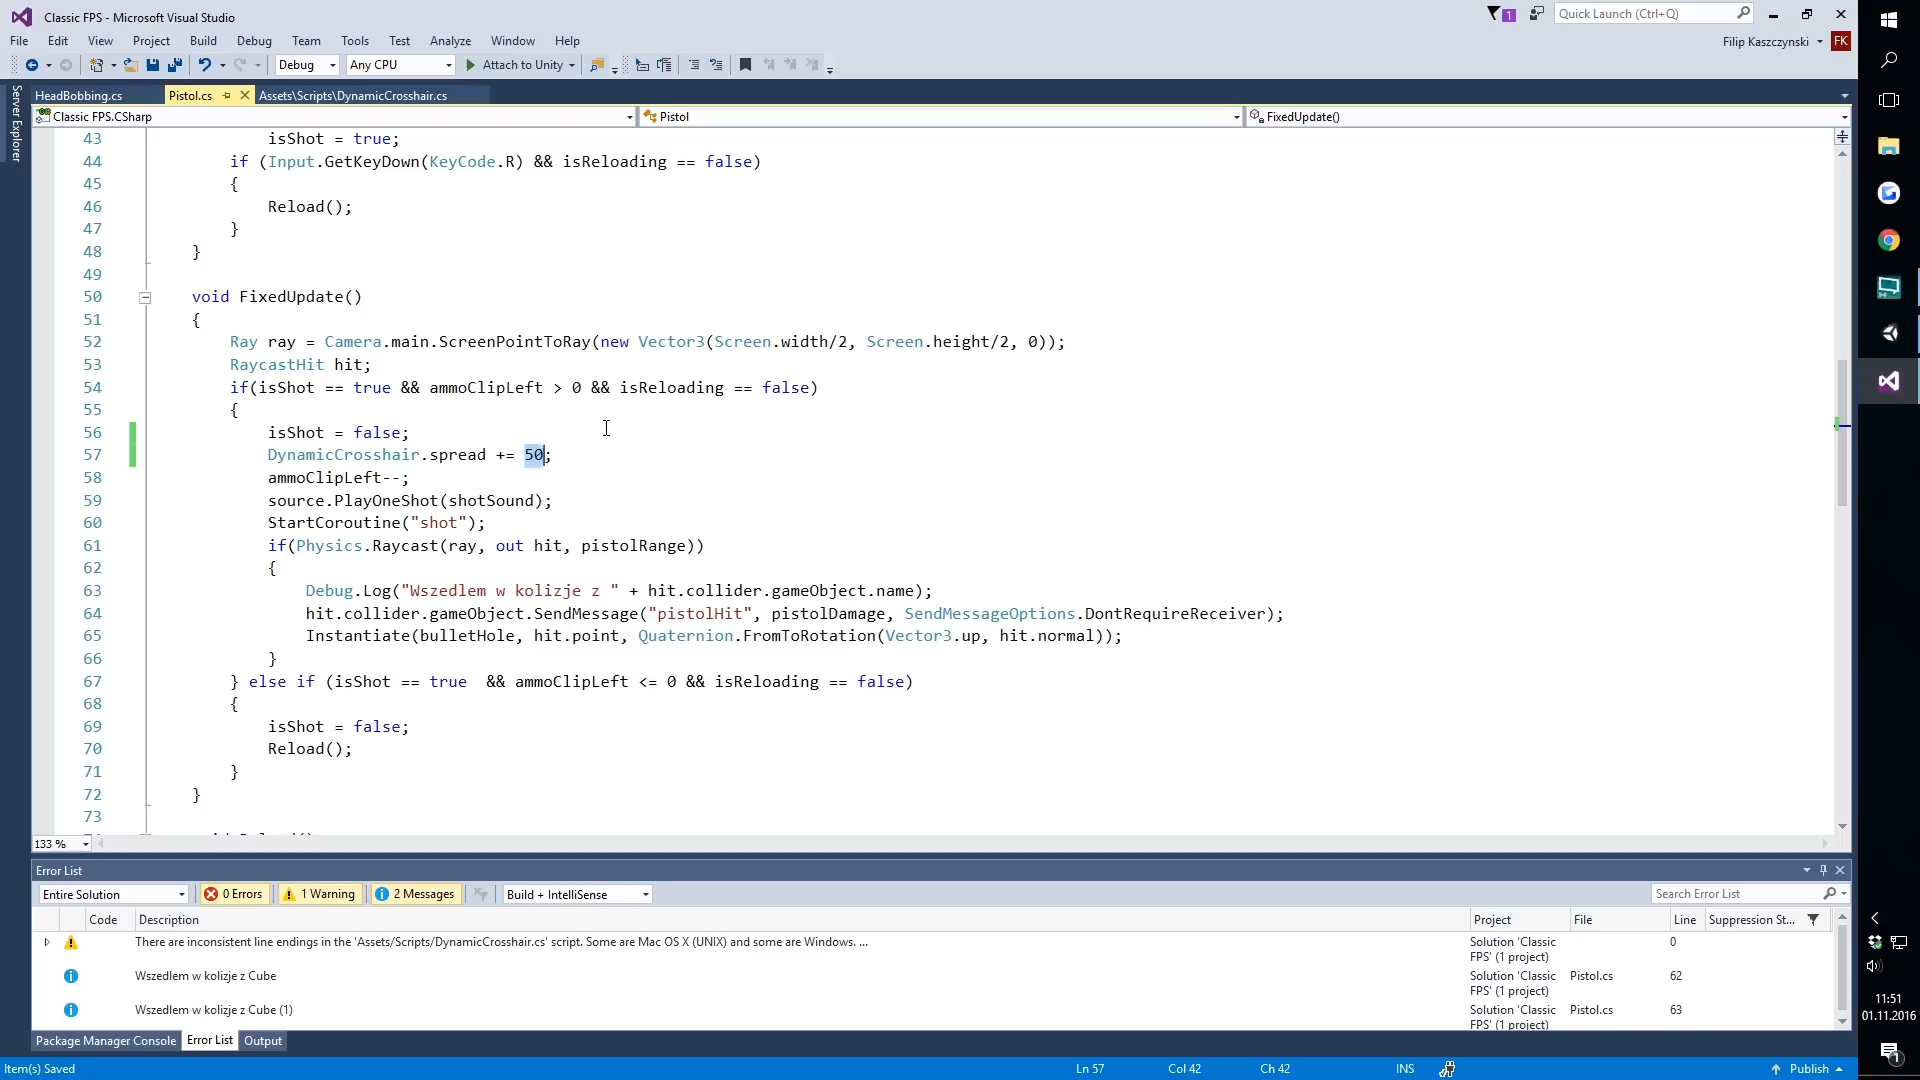 Classic FPS - Microsoft Visual Studio
1
Quick Launch (Ctrl+Q)
File Edit View Project Build Debug Team Tools Test Analyze Window Help
Filip Kaszczynski FK
Debug Any CPU Attach to Unity
Server Explorer
HeadBobbing.cs Pistol.cs Assets\Scripts\DynamicCrosshair.cs
Classic FPS.CSharp Pistol FixedUpdate()
43 isShot = true;
44 if (Input.GetKeyDown(KeyCode.R) && isReloading == false)
45 {
46 Reload();
47 }
48 }
49
50 void FixedUpdate()
51 {
52 Ray ray = Camera.main.ScreenPointToRay(new Vector3(Screen.width/2, Screen.height/2, 0));
53 RaycastHit hit;
54 if(isShot == true && ammoClipLeft > 0 && isReloading == false)
55 {
56 isShot = false;
57 DynamicCrosshair.spread += 50;
58 ammoClipLeft--;
59 source.PlayOneShot(shotSound);
60 StartCoroutine("shot");
61 if(Physics.Raycast(ray, out hit, pistolRange))
62 {
63 Debug.Log("Wszedlem w kolizje z " + hit.collider.gameObject.name);
64 hit.collider.gameObject.SendMessage("pistolHit", pistolDamage, SendMessageOptions.DontRequireReceiver);
65 Instantiate(bulletHole, hit.point, Quaternion.FromToRotation(Vector3.up, hit.normal));
66 }
67 } else if (isShot == true && ammoClipLeft <= 0 && isReloading == false)
68 {
69 isShot = false;
70 Reload();
71 }
72 }
73
133 %
Error List
Entire Solution 0 Errors 1 Warning 2 Messages Build + IntelliSense Search Error List
Code Description Project File Line Suppression St...
There are inconsistent line endings in the 'Assets/Scripts/DynamicCrosshair.cs' script. Some are Mac OS X (UNIX) and some are Windows. ... Solution 'Classic 0
FPS' (1 project)
Wszedlem w kolizje z Cube Solution 'Classic Pistol.cs 62
FPS' (1 project)
Wszedlem w kolizje z Cube (1) Solution 'Classic Pistol.cs 63
FPS' (1 project)
Package Manager Console Error List Output
Item(s) Saved Ln 57 Col 42 Ch 42 INS Publish
11:51
01.11.2016
1